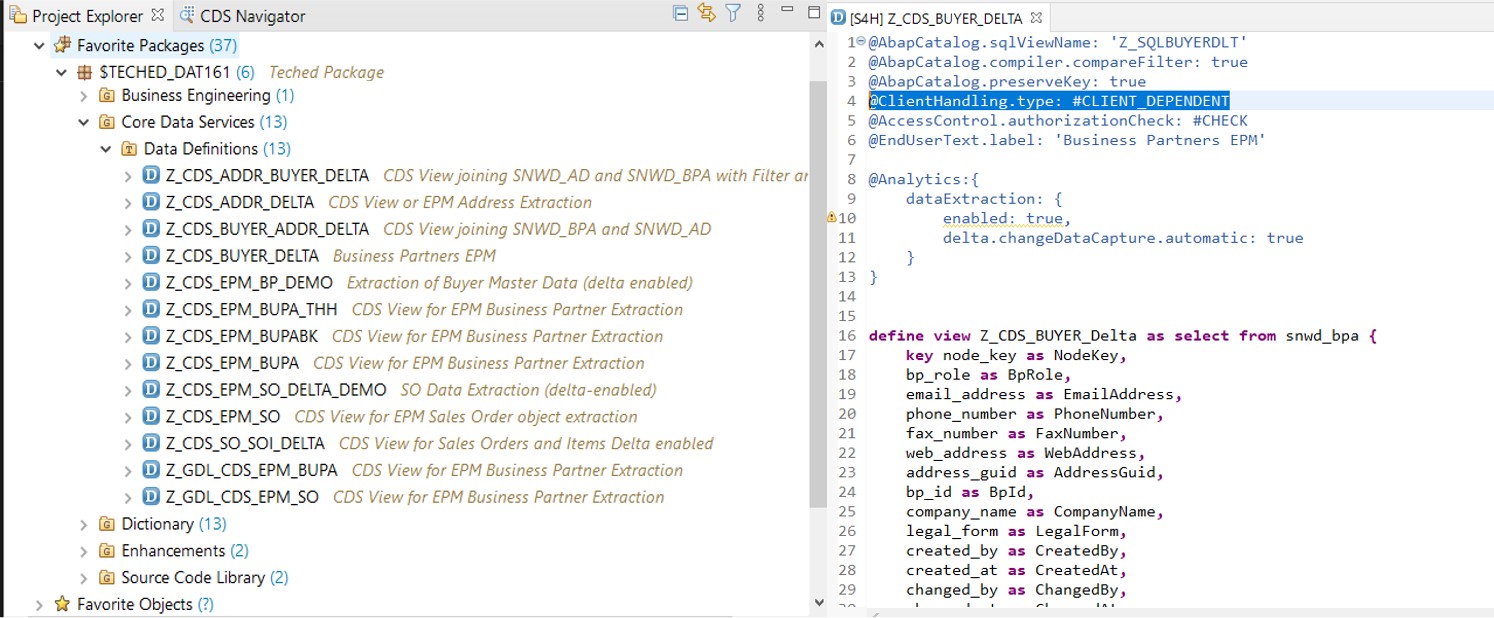 Project Explorer
CDS Navigator
Favorite Packages (37)
$TECHED_DAT161 (6) Teched Package
Business Engineering (1)
Core Data Services (13)
Data Definitions (13)
Z_CDS_ADDR_BUYER_DELTA CDS View joining SNWD_AD and SNWD_BPA with Filter
Z_CDS_ADDR_DELTA CDS View or EPM Address Extraction
Z_CDS_BUYER_ADDR_DELTA CDS View joining SNWD_BPA and SNWD_AD
Z_CDS_BUYER_DELTA Business Partners EPM
Z_CDS_EPM_BP_DEMO Extraction of Buyer Master Data (delta enabled)
Z_CDS_EPM_BUPA_THH CDS View for EPM Business Partner Extraction
Z_CDS_EPM_BUPABK CDS View for EPM Business Partner Extraction
Z_CDS_EPM_BUPA CDS View for EPM Business Partner Extraction
Z_CDS_EPM_SO_DELTA_DEMO SO Data Extraction (delta-enabled)
Z_CDS_EPM_SO CDS View for EPM Sales Order object extraction
Z_CDS_SO_SOI_DELTA CDS View for Sales Orders and Items Delta enabled
Z_GDL_CDS_EPM_BUPA CDS View for EPM Business Partner Extraction
Z_GDL_CDS_EPM_SO CDS View for EPM Business Partner Extraction
Dictionary (13)
Enhancements (2)
Source Code Library (2)
Favorite Objects (?)
[S4H] Z_CDS_BUYER_DELTA
1 @AbapCatalog.sqlViewName: 'Z_SQLBUYERDLT'
2 @AbapCatalog.compiler.compareFilter: true
3 @AbapCatalog.preserveKey: true
4 @ClientHandling.type: #CLIENT_DEPENDENT
5 @AccessControl.authorizationCheck: #CHECK
6 @EndUserText.label: 'Business Partners EPM'
7
8 @Analytics:{
9 dataExtraction: {
10 enabled: true,
11 delta.changeDataCapture.automatic: true
12 }
13 }
14
15
16 define view Z_CDS_BUYER_Delta as select from snwd_bpa {
17 key node_key as NodeKey,
18 bp_role as BpRole,
19 email_address as EmailAddress,
20 phone_number as PhoneNumber,
21 fax_number as FaxNumber,
22 web_address as WebAddress,
23 address_guid as AddressGuid,
24 bp_id as BpId,
25 company_name as CompanyName,
26 legal_form as LegalForm,
27 created_by as CreatedBy,
28 created_at as CreatedAt,
29 changed_by as ChangedBy,